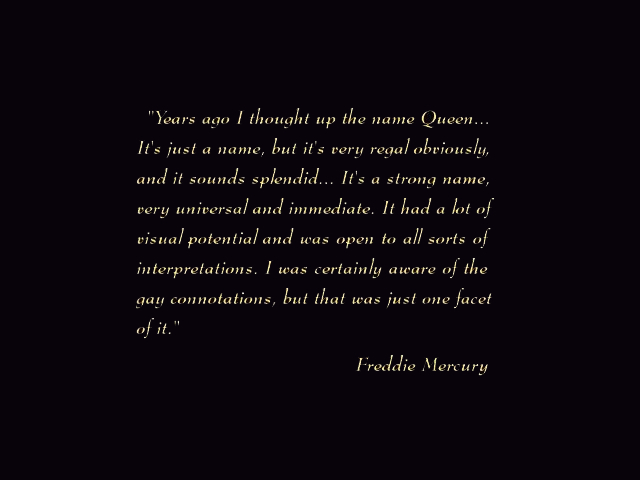 "Years ago I thought up the name Queen...
It's just a name, but it's very regal obviously,
and it sounds splendid... It's a strong name,
very universal and immediate. It had a lot of
visual potential and was open to all sorts of
interpretations. I was certainly aware of the
gay connotations, but that was just one facet
of it."
Freddie Mercury